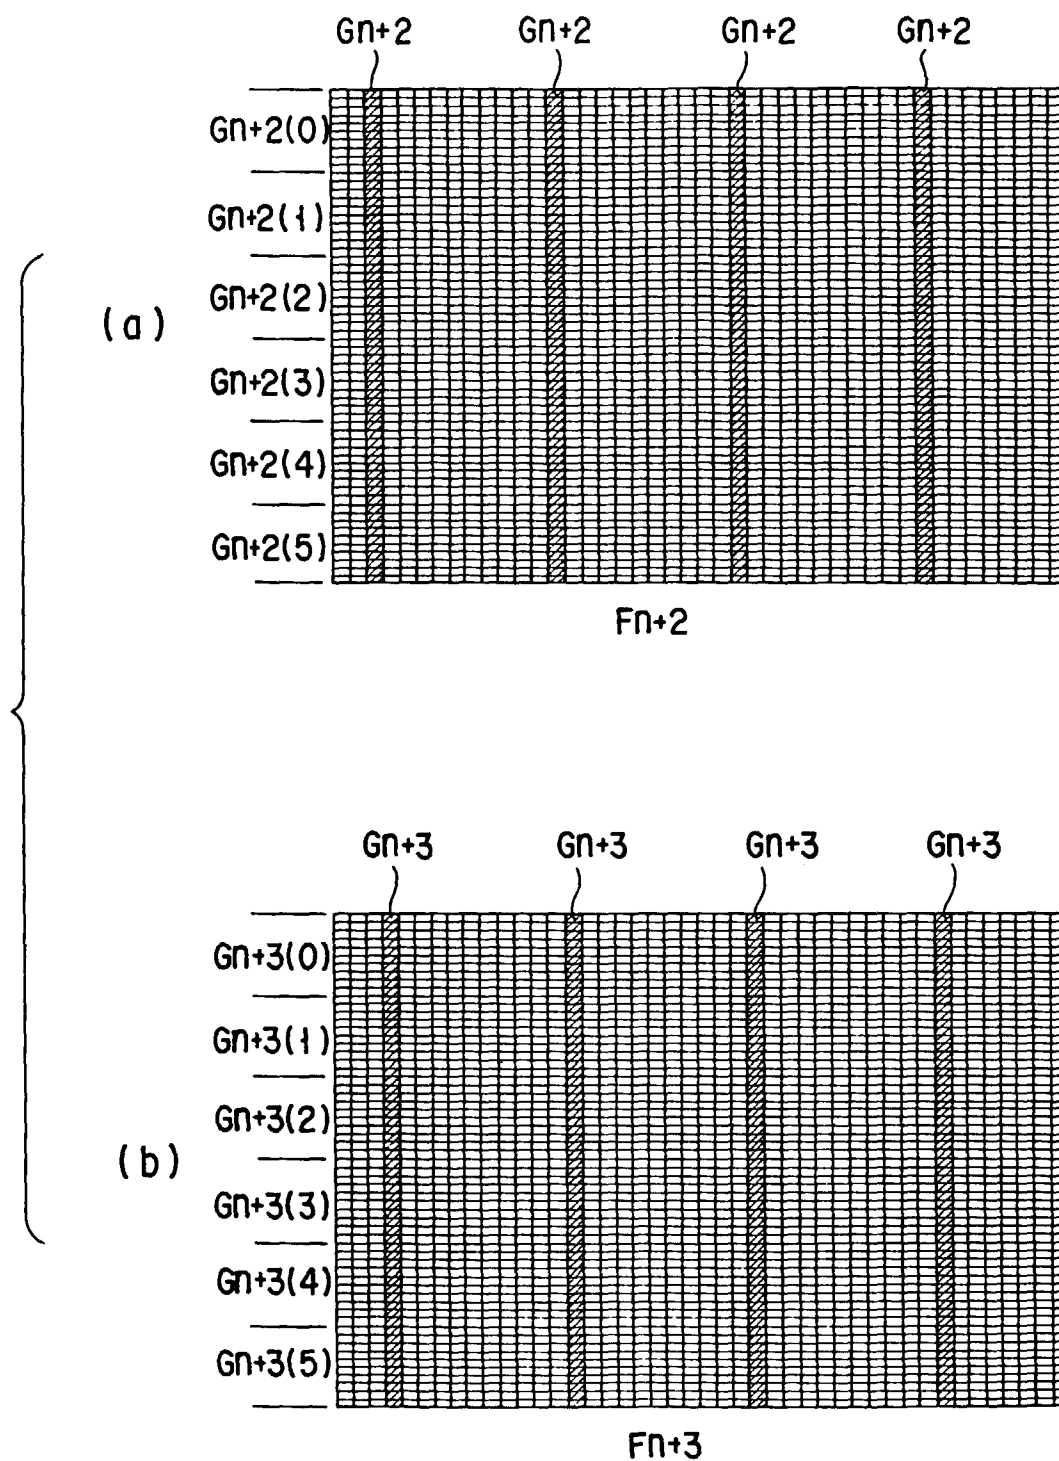 Gn+2 Gn+2 Gn+2 Gn+2
Gn+2(0)
Gn+2(1)
Gn+2(2)
(a)
Gn+2(3)
Gn+2(4)
Gn+2(5)
Fn+2
Gn+3 Gn+3 Gn+3 Gn+3
Gn+3(0)
Gn+3(1)
Gn+3(2)
(b)
Gn+3(3)
Gn+3(4)
Gn+3(5)
Fn+3